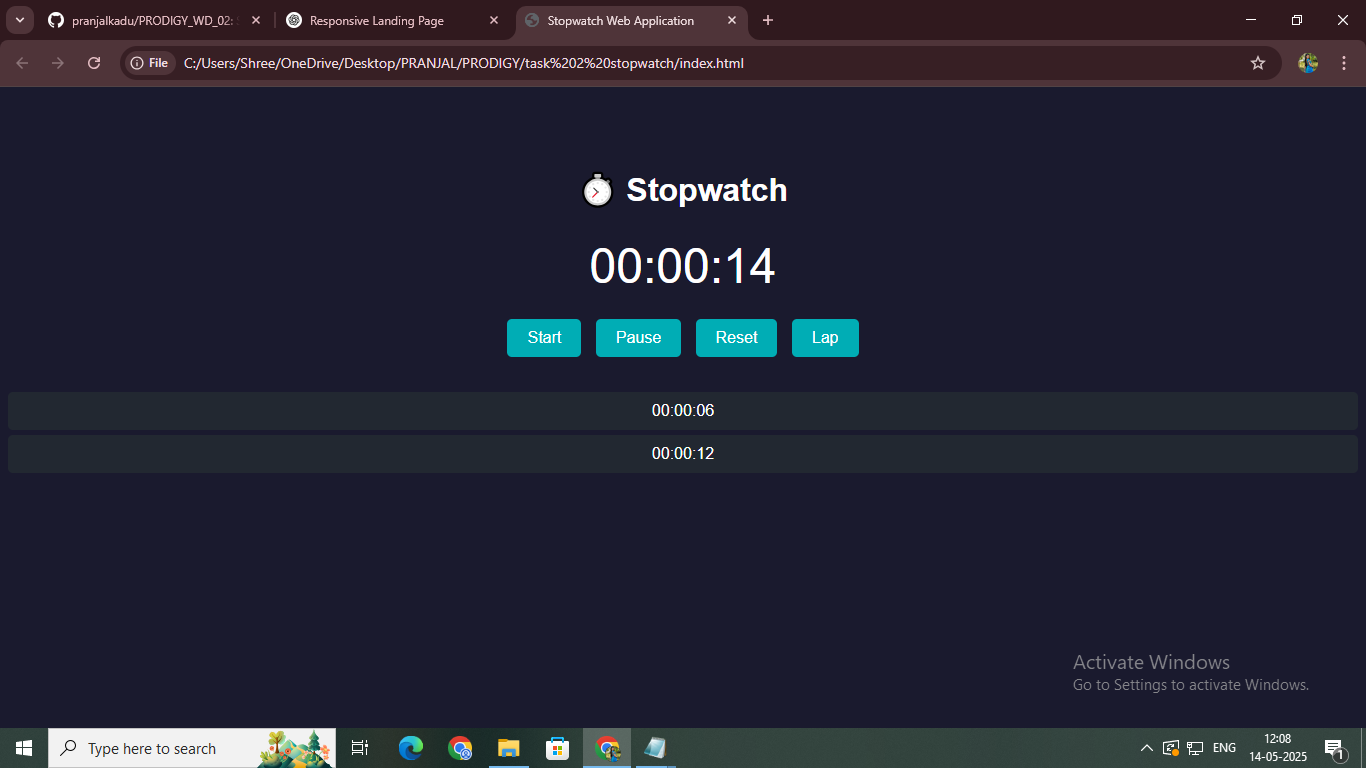 pranjalkadu/PRODIGY_WD_02:
Responsive Landing Page
Stopwatch Web Application
File
C:/Users/Shree/OneDrive/Desktop/PRANJAL/PRODIGY/task%202%20stopwatch/index.html
Stopwatch
00:00:14
Start
Pause
Reset
Lap
00:00:06
00:00:12
Activate Windows
Go to Settings to activate Windows.
Type here to search
ENG
12:08
14-05-2025
1